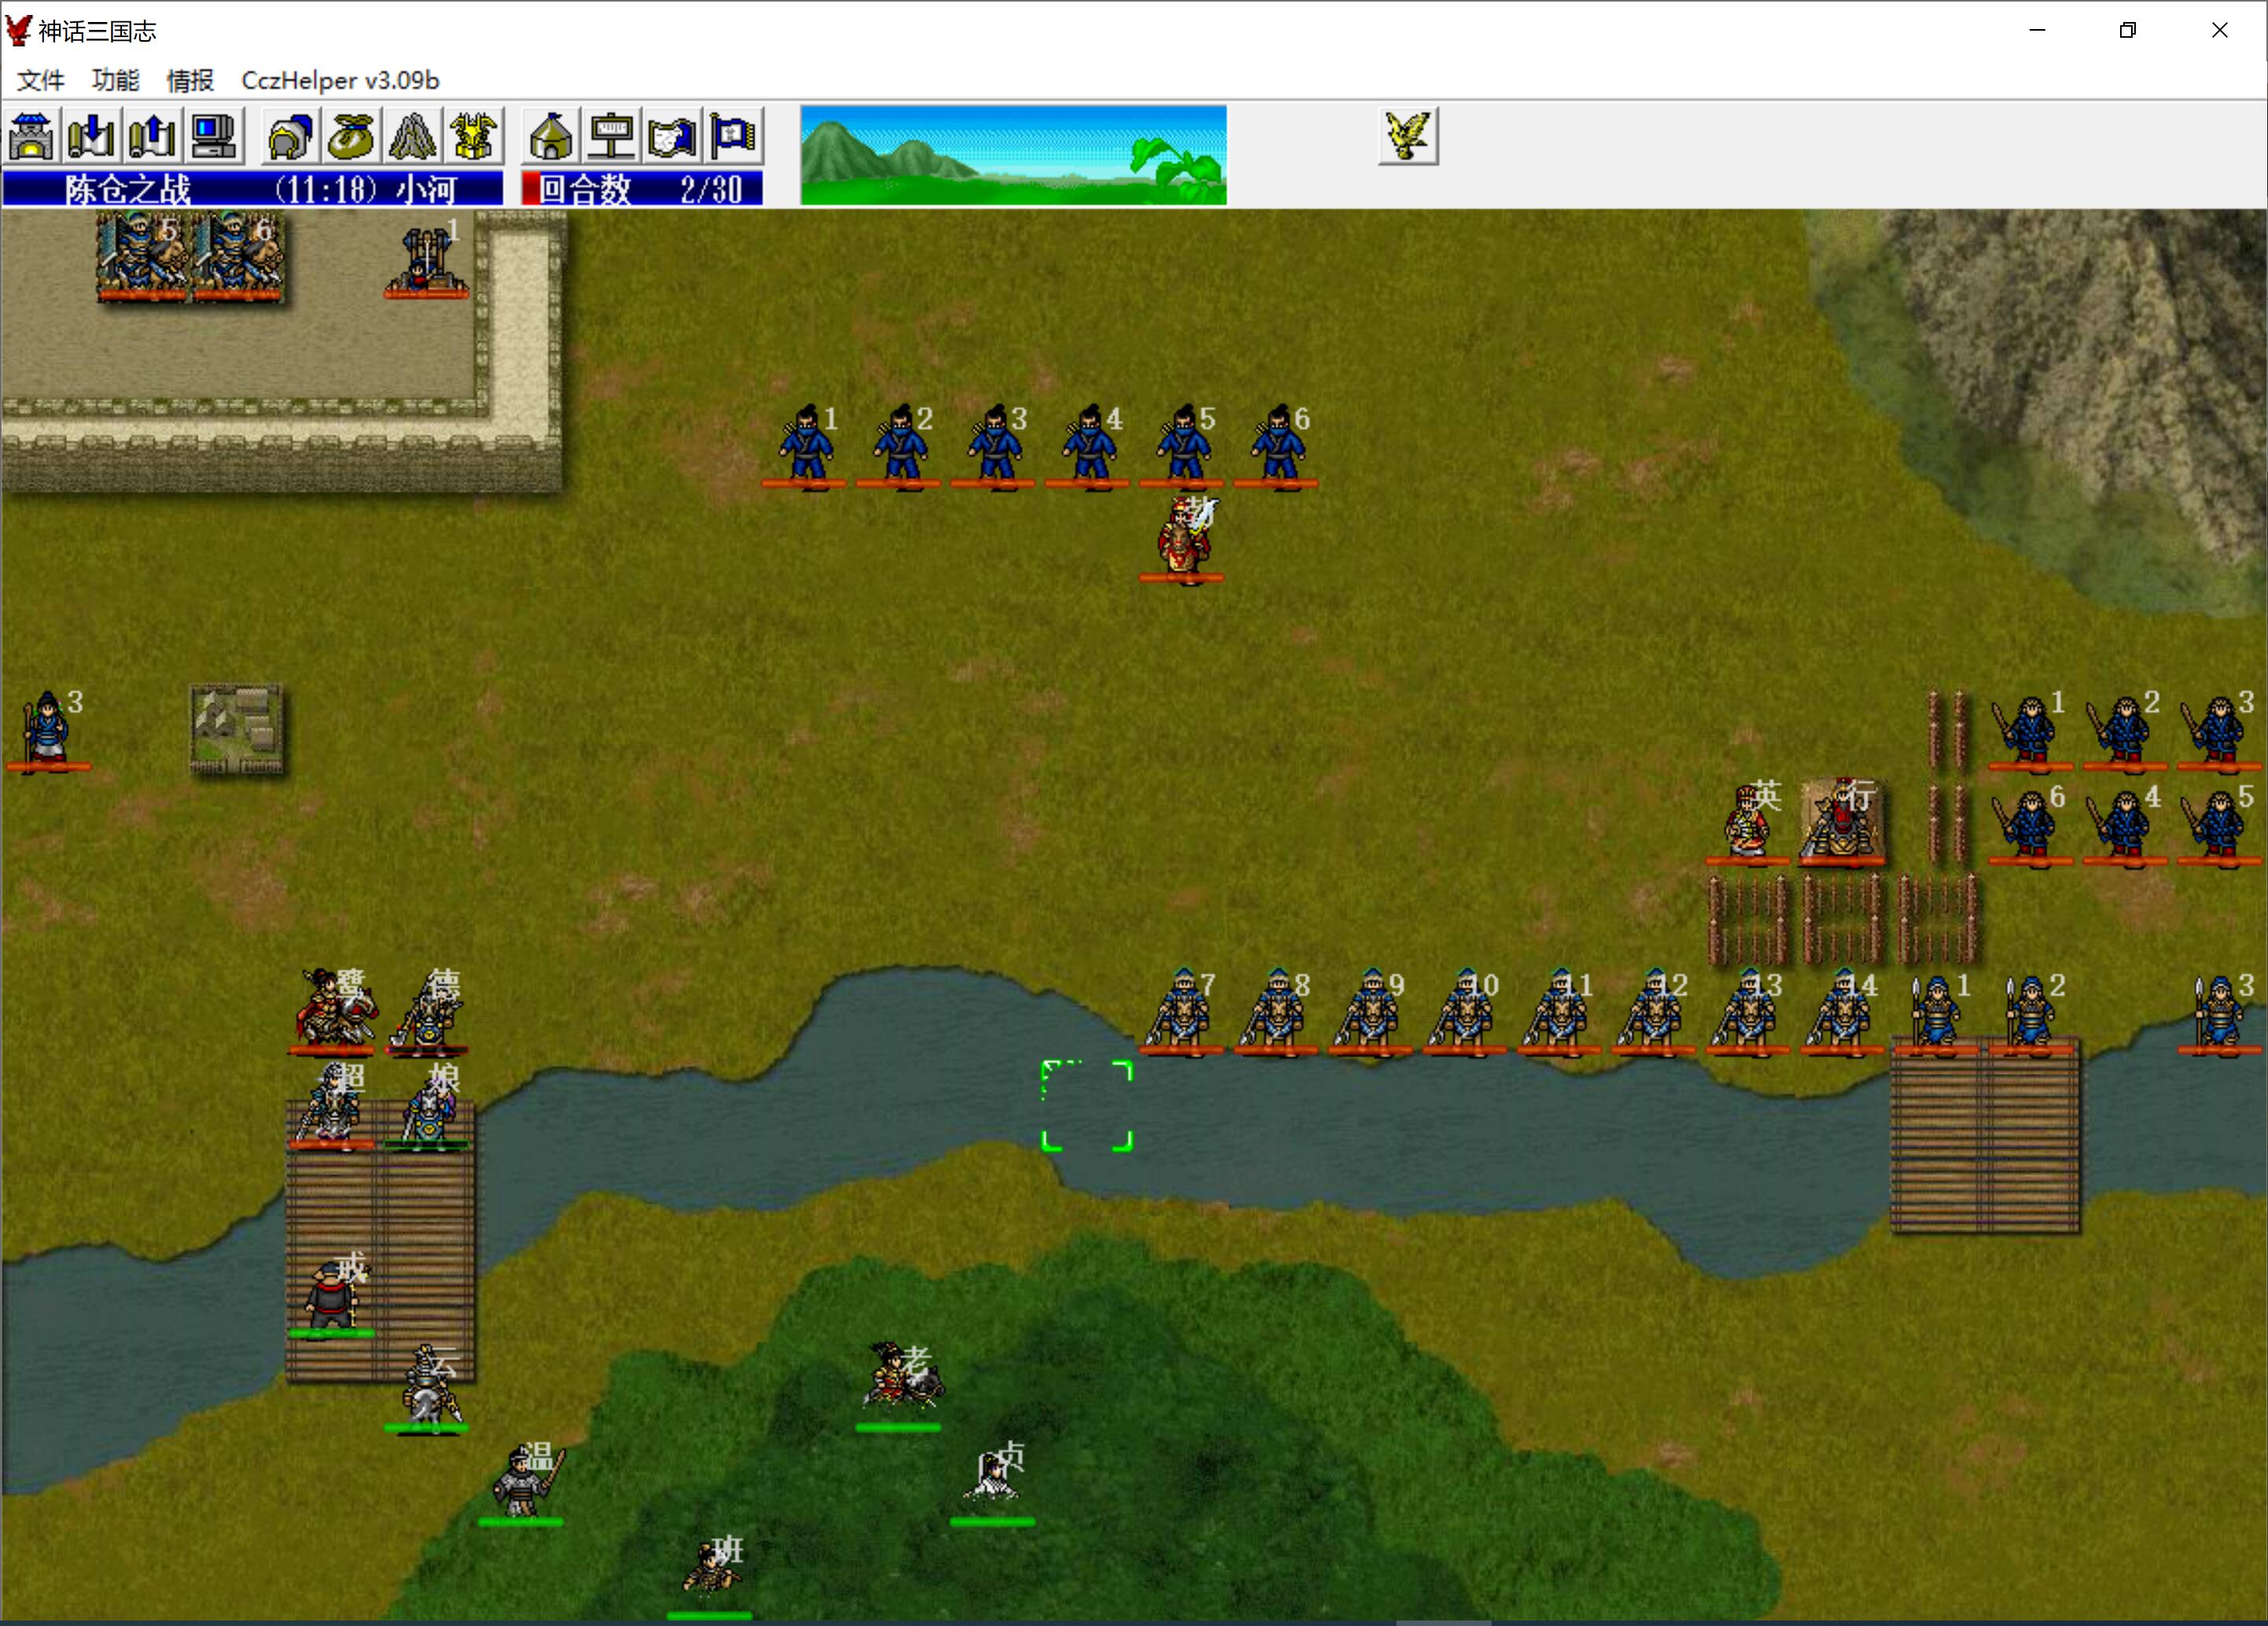 神话三国志
文件 功能 情报 CczHelper v3.09b
陈仓之战 (11:18) 小河 回合数 2/30
5 6 1
1 2 3 4 5 6
3 1 2 3
英 行 6 4 5
鹭 德 7 8 9 10 11 12 13 14 1 2 3
超 娘
戒
云 老
温 贞
班